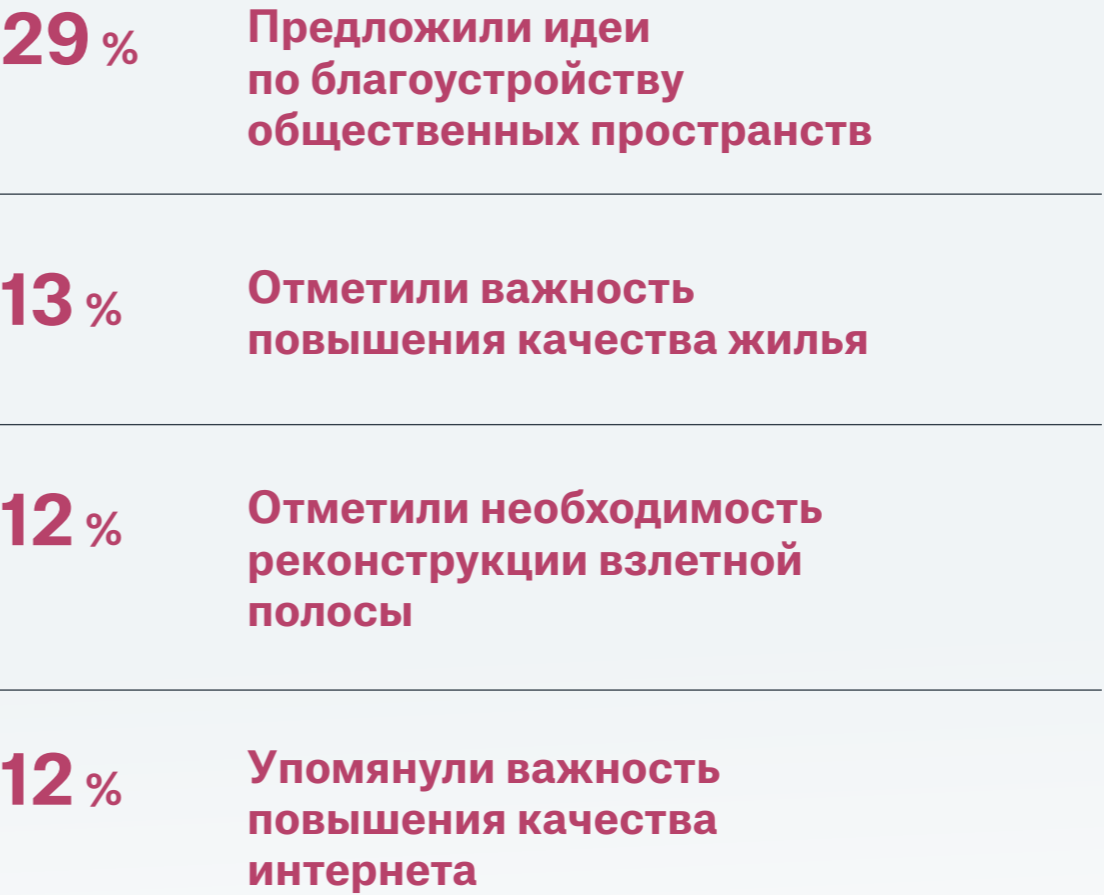 29 %
Предложили идеи
по благоустройству
общественных пространств
13 %
Отметили важность
повышения качества жилья
12 %
Отметили необходимость
реконструкции взлетной
полосы
12 %
Упомянули важность
повышения качества
интернета